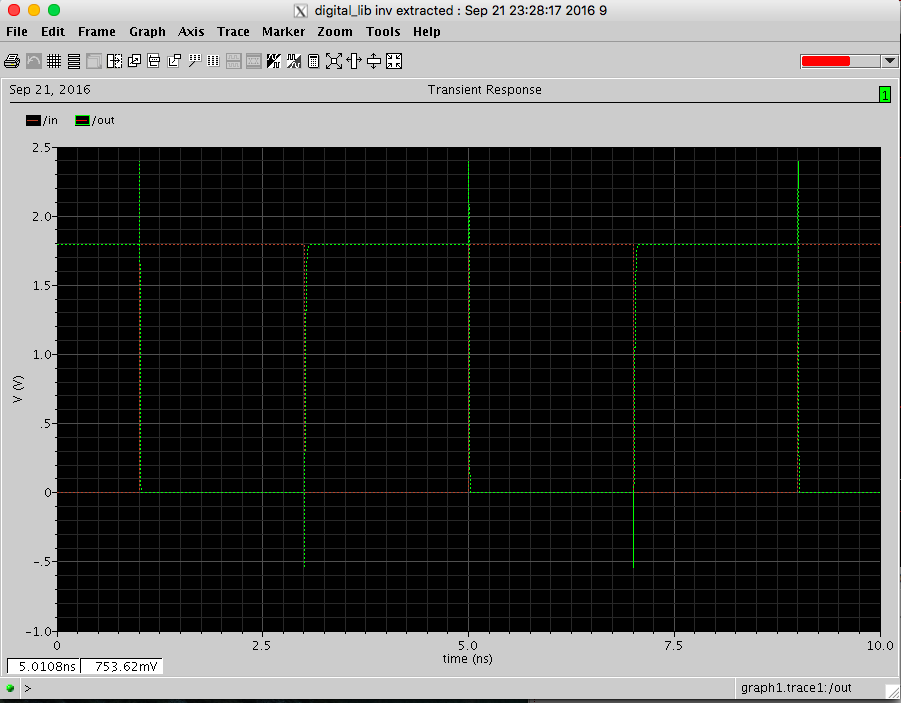 digital_lib inv extracted : Sep 21 23:28:17 2016 9
File Edit Frame Graph Axis Trace Marker Zoom Tools Help
Sep 21, 2016 Transient Response 1
/in /out
2.5
2.0
1.5
1.0
.5
0
-.5
-1.0
V (V)
0 2.5 5.0 7.5 10.0
time (ns)
5.0108ns 753.62mV
> graph1.trace1:/out